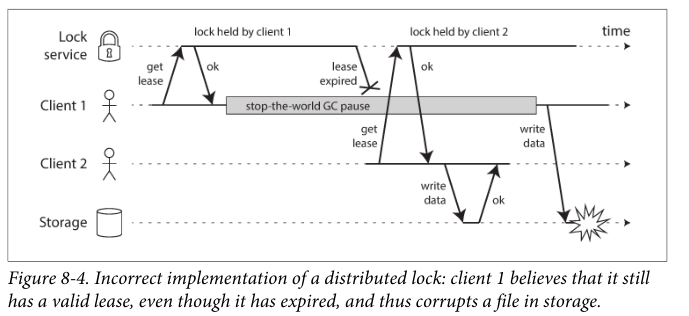 lock held by client 1
lock held by client 2
time
Lock
service
get
lease
ok
lease
expired
ok
Client 1
stop-the-world GC pause
get
lease
write
data
Client 2
write
data
ok
Storage
Figure 8-4. Incorrect implementation of a distributed lock: client 1 believes that it still
has a valid lease, even though it has expired, and thus corrupts a file in storage.